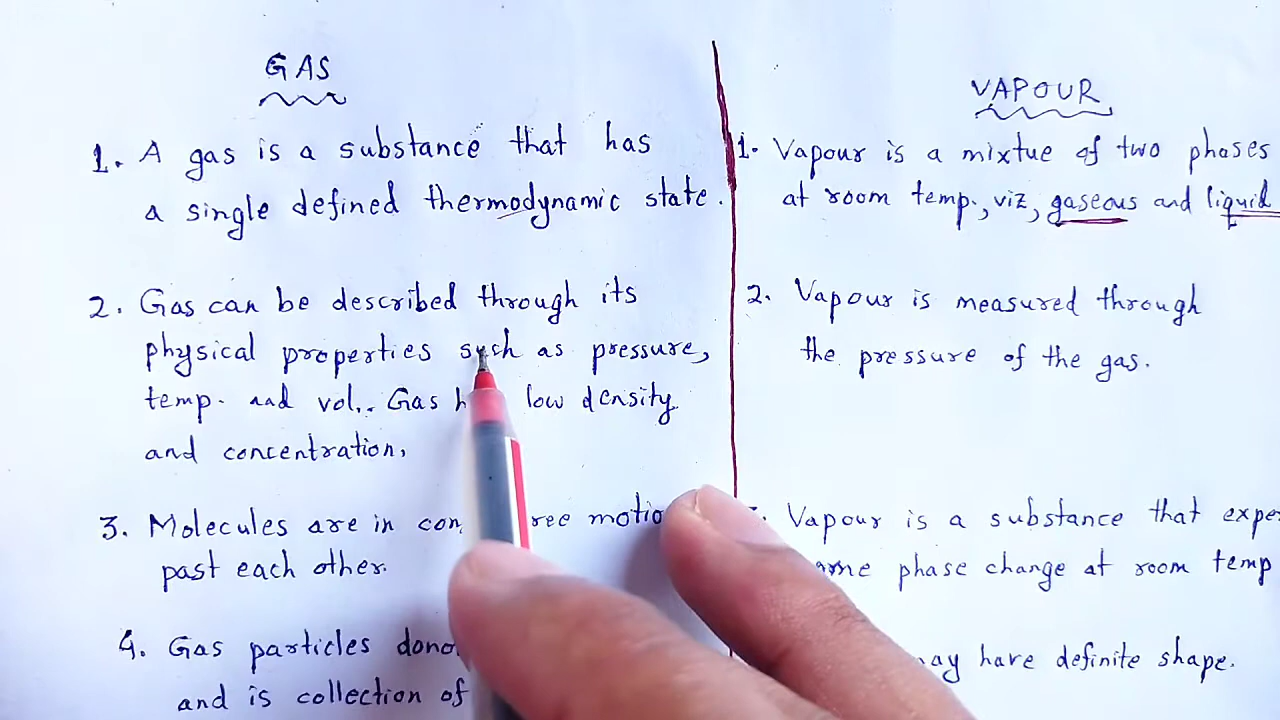 GAS
1. A gas is a substance that has
a single defined thermodynamic state.
2. Gas can be described through its
physical properties such as pressure,
temp. and vol.. Gas low density
and concentration.
3. Molecules are in motio
past each other.
4. Gas particles
and is collection of
VAPOUR
1. Vapour is a mixtue of two phases
at room temp., viz, gaseous and liquid
2. Vapour is measured through
the pressure of the gas.
Vapour is a substance that expe
phase change at room temp
have definite shape.